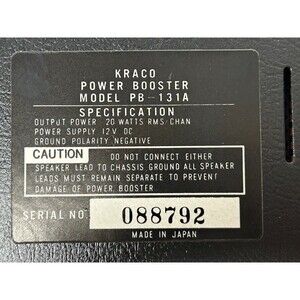 KRACO
POWER BOOSTER
MODEL PB-131A
SPECIFICATION
OUTPUT POWER 20 WATTS RMS/CHAN
POWER SUPPLY 12V DC
GROUND POLARITY NEGATIVE
CAUTION DO NOT CONNECT EITHER
SPEAKER LEAD TO CHASSIS GROUND ALL SPEAKER
LEADS MUST REMAIN SEPARATE TO PREVENT
DAMAGE OF POWER BOOSTER
SERIAL NO 088792
MADE IN JAPAN